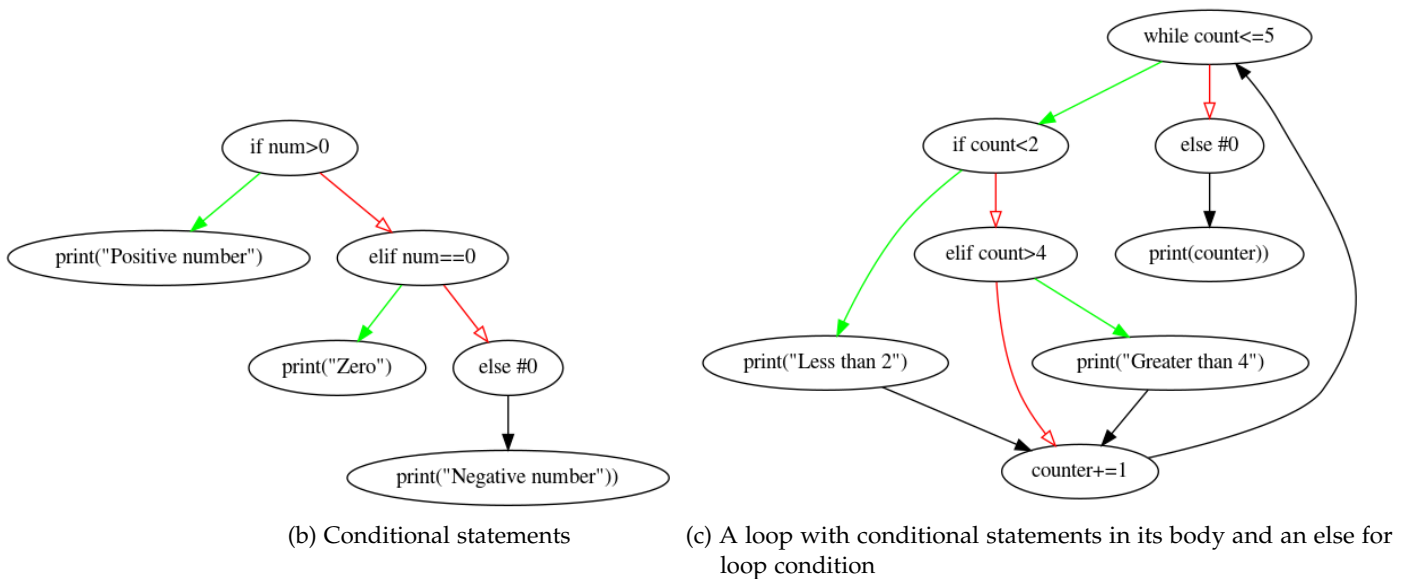 if num>0
print("Positive number")
elif num==0
print("Zero")
else #0
print("Negative number"))
(b) Conditional statements
while count<=5
if count<2
else #0
elif count>4
print(counter))
print("Less than 2")
print("Greater than 4")
counter+=1
(c) A loop with conditional statements in its body and an else for
loop condition